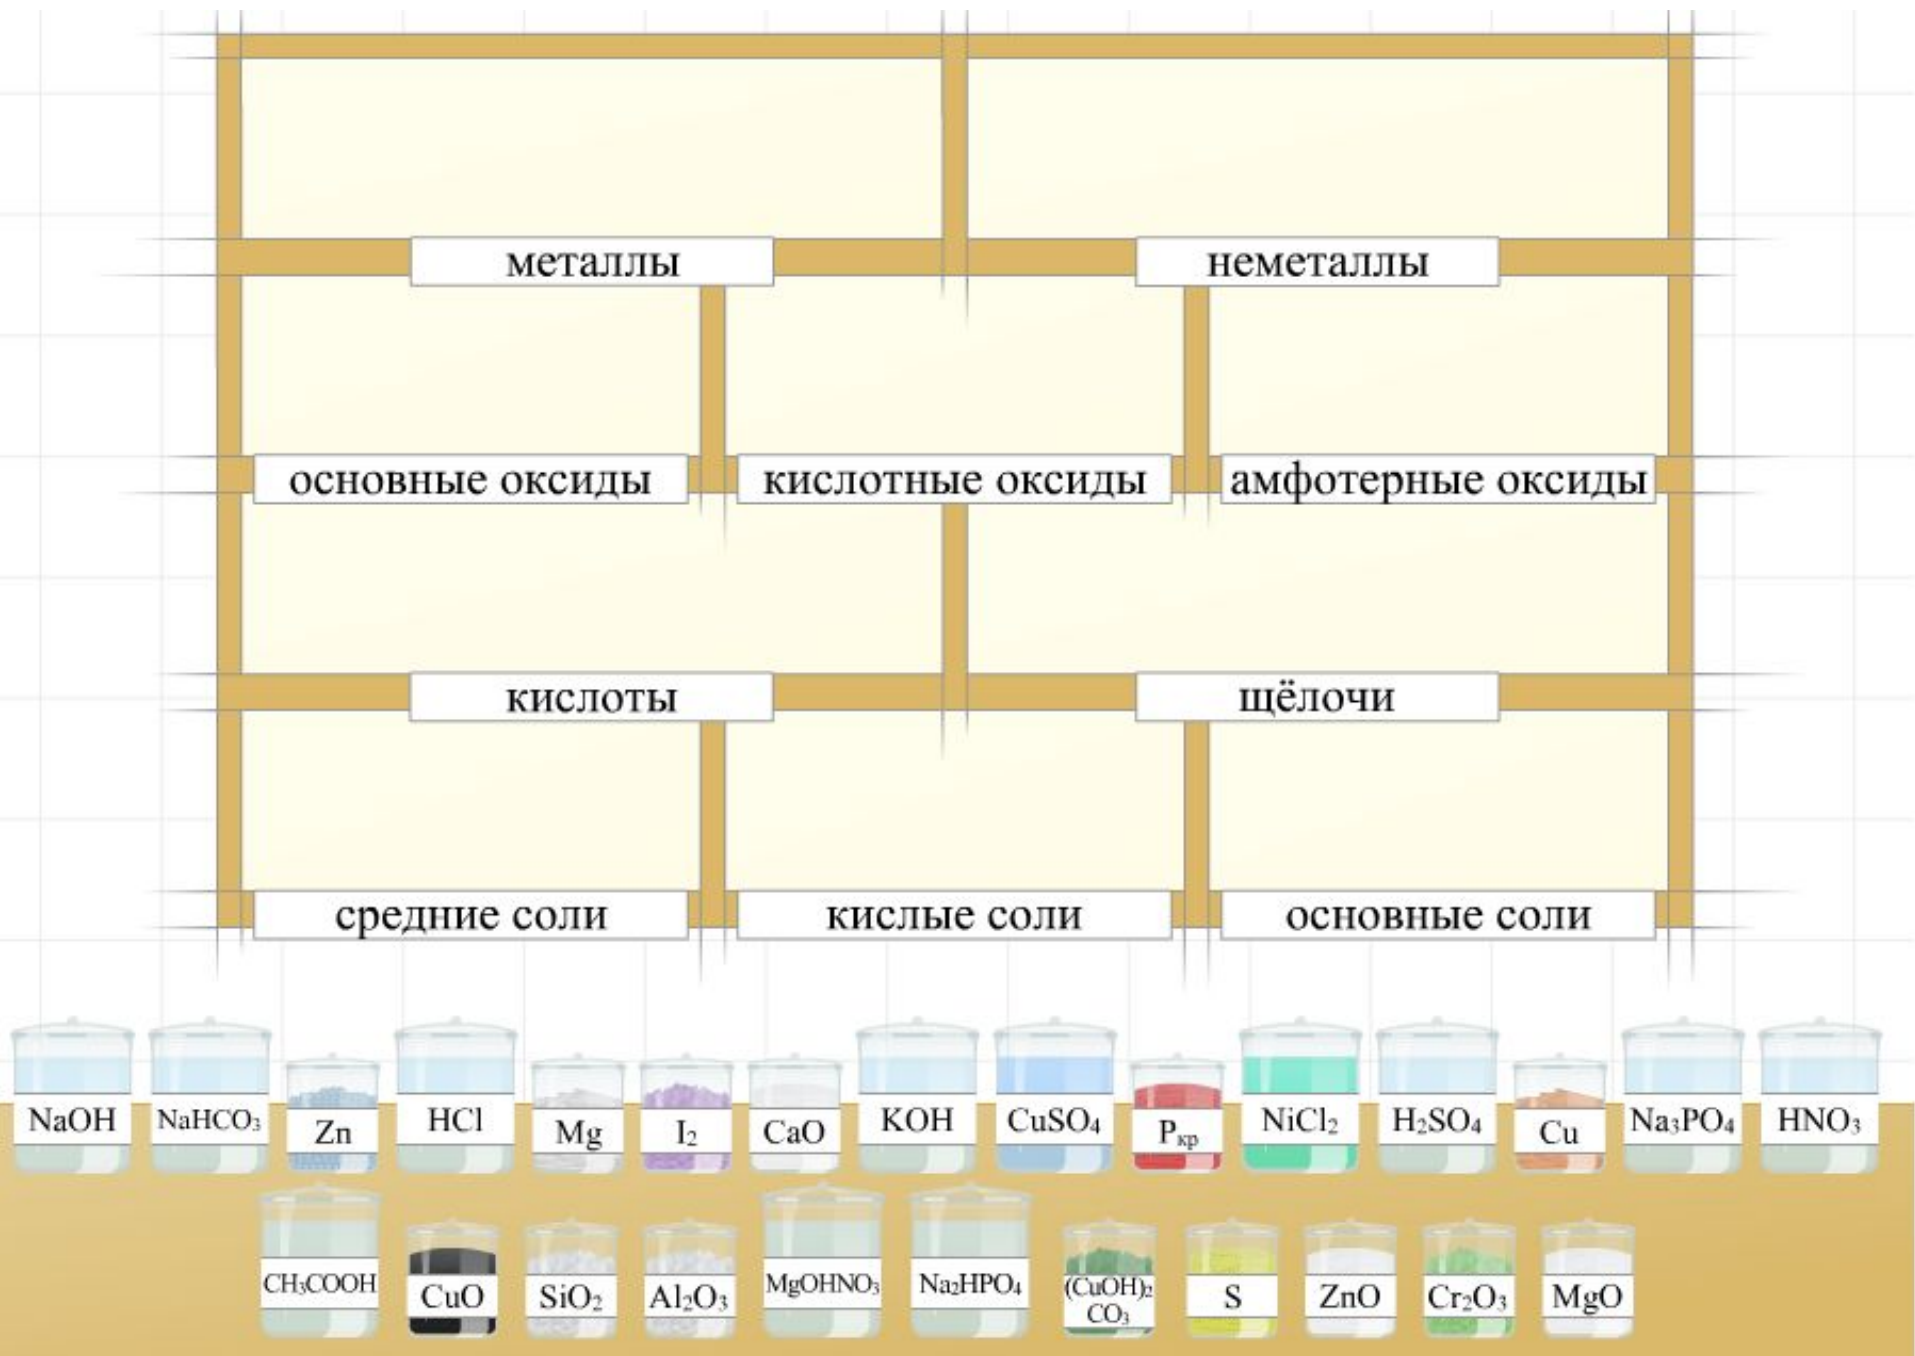 металлы неметаллы
основные оксиды кислотные оксиды амфотерные оксиды
кислоты щёлочи
средние соли кислые соли основные соли
NaOH NaHCO₃ Zn HCl Mg I₂ CaO KOH CuSO₄ Pкр NiCl₂ H₂SO₄ Cu Na₃PO₄ HNO₃
CH₃COOH CuO SiO₂ Al₂O₃ MgOHNO₃ Na₂HPO₄ (CuOH)₂ S ZnO Cr₂O₃ MgO
CO₃